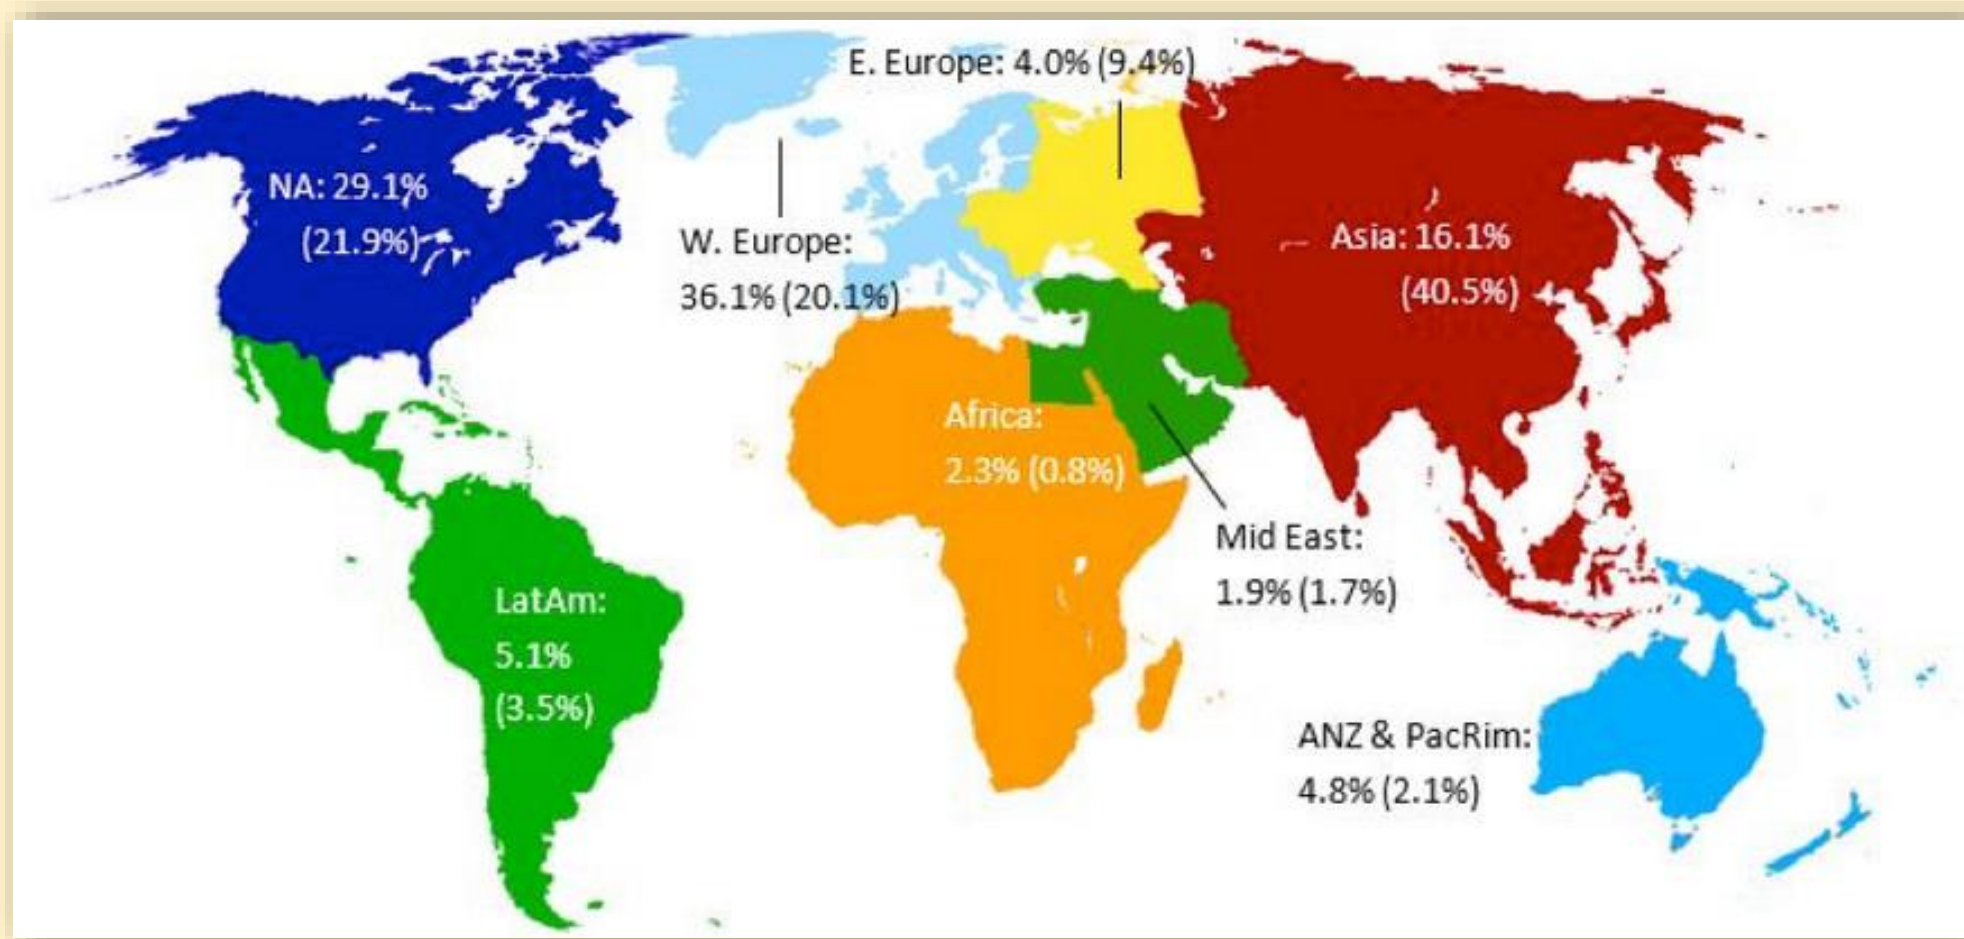 E. Europe: 4.0% (9.4%)
NA: 29.1%
(21.9%)
W. Europe:
36.1% (20.1%)
Asia: 16.1%
(40.5%)
Africa:
2.3% (0.8%)
Mid East:
1.9% (1.7%)
LatAm:
5.1%
(3.5%)
ANZ & PacRim:
4.8% (2.1%)